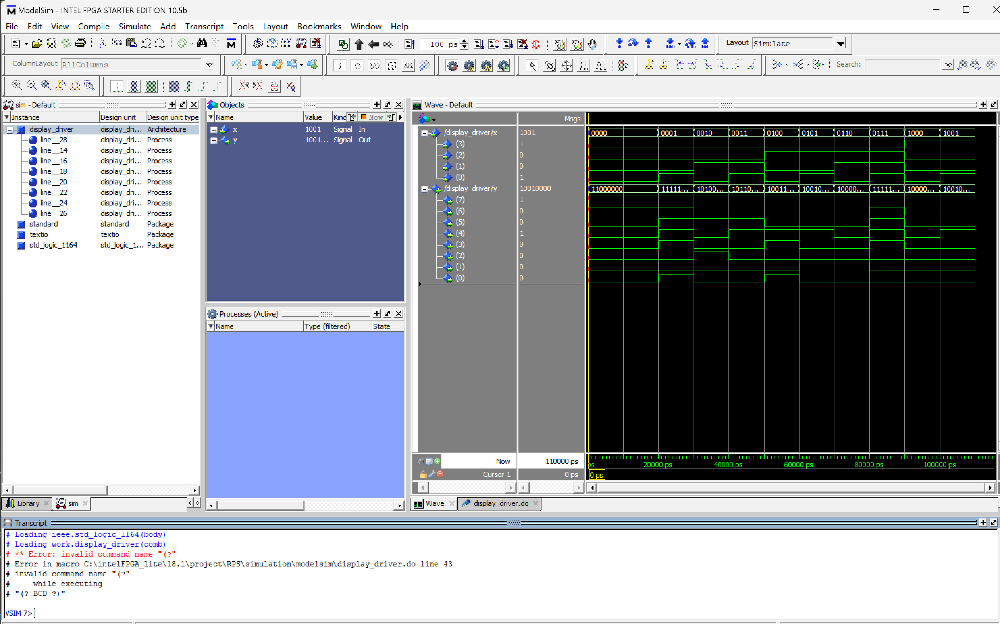 ModelSim - INTEL FPGA STARTER EDITION 10.5b
File Edit View Compile Simulate Add Transcript Tools Layout Bookmarks Window Help
100 ps
Layout Simulate
ColumnLayout AllColumns
ALL
Search:
sim - Default
Instance Design unit Design unit type
display_driver display_dri... Architecture
line__28 display_dri... Process
line__14 display_dri... Process
line__16 display_dri... Process
line__18 display_dri... Process
line__20 display_dri... Process
line__22 display_dri... Process
line__24 display_dri... Process
line__26 display_dri... Process
standard standard Package
textio textio Package
std_logic_1164 std_logic_1... Package
Library sim
Objects
Name Value Kind Now
x 1001 Signal In
y 1001... Signal Out
Processes (Active)
Name Type (filtered) State
Wave - Default
Msgs
/display_driver/x 1001 0000 0001 0010 0011 0100 0101 0110 0111 1000 1001
(3) 1
(2) 0
(1) 0
(0) 1
/display_driver/y 10010000 11000000 11111... 10100... 10110... 10011... 10010... 10000... 11111... 10000... 10010...
(7) 1
(6) 0
(5) 0
(4) 1
(3) 0
(2) 0
(1) 0
(0) 0
Now 110000 ps ps 20000 ps 40000 ps 60000 ps 80000 ps 100000 ps
Cursor 1 0 ps 0 ps
Wave display_driver.do
Transcript
# Loading ieee.std_logic_1164(body)
# Loading work.display_driver(comb)
# ** Error: invalid command name "(?"
# Error in macro C:\intelFPGA_lite\18.1\project\RPS\simulation\modelsim\display_driver.do line 43
# invalid command name "(?"
#     while executing
# "(? BCD ?)"
VSIM 7>